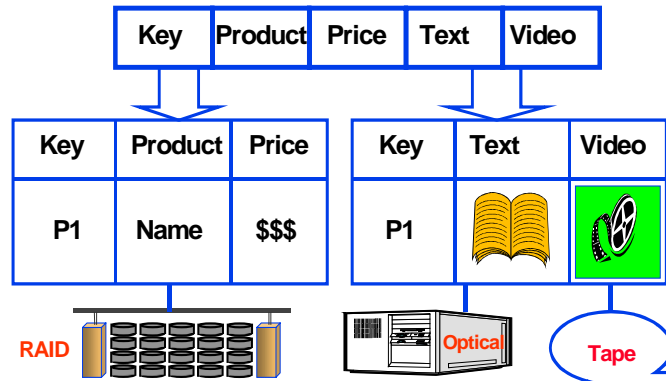 Key Product Price Text Video
Key Product Price
P1 Name $$$
Key Text Video
P1
RAID
Optical
Tape